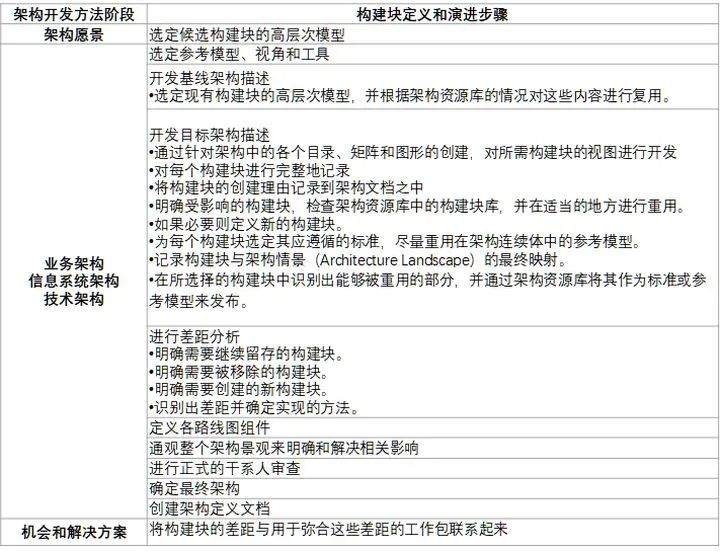 架构开发方法阶段
构建块定义和演进步骤
架构愿景
选定候选构建块的高层次模型
业务架构
信息系统架构
技术架构
选定参考模型、视角和工具
开发基线架构描述
•选定现有构建块的高层次模型，并根据架构资源库的情况对这些内容进行复用。
开发目标架构描述
•通过针对架构中的各个目录、矩阵和图形的创建，对所需构建块的视图进行开发
•对每个构建块进行完整地记录
•将构建块的创建理由记录到架构文档之中
•明确受影响的构建块，检查架构资源库中的构建块库，并在适当的地方进行重用。
•如果必要则定义新的构建块。
•为每个构建块选定其应遵循的标准，尽量重用在架构连续体中的参考模型。
•记录构建块与架构情景（Architecture Landscape）的最终映射。
•在所选择的构建块中识别出能够被重用的部分，并通过架构资源库将其作为标准或参
考模型来发布。
进行差距分析
•明确需要继续留存的构建块。
•明确需要被移除的构建块。
•明确需要创建的新构建块。
•识别出差距并确定实现的方法。
定义各路线图组件
通观整个架构景观来明确和解决相关影响
进行正式的干系人审查
确定最终架构
创建架构定义文档
机会和解决方案
将构建块的差距与用于弥合这些差距的工作包联系起来